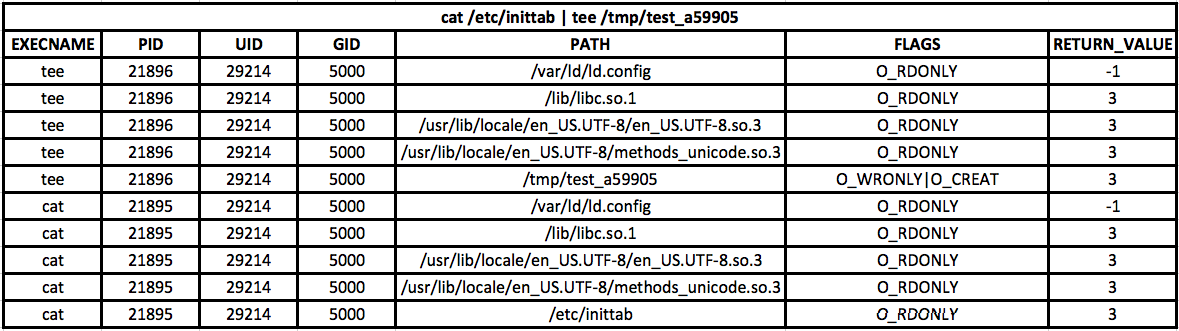 cat /etc/inittab | tee /tmp/test_a59905
EXECNAME PID UID GID PATH FLAGS RETURN_VALUE
tee 21896 29214 5000 /var/ld/ld.config O_RDONLY -1
tee 21896 29214 5000 /lib/libc.so.1 O_RDONLY 3
tee 21896 29214 5000 /usr/lib/locale/en_US.UTF-8/en_US.UTF-8.so.3 O_RDONLY 3
tee 21896 29214 5000 /usr/lib/locale/en_US.UTF-8/methods_unicode.so.3 O_RDONLY 3
tee 21896 29214 5000 /tmp/test_a59905 O_WRONLY|O_CREAT 3
cat 21895 29214 5000 /var/ld/ld.config O_RDONLY -1
cat 21895 29214 5000 /lib/libc.so.1 O_RDONLY 3
cat 21895 29214 5000 /usr/lib/locale/en_US.UTF-8/en_US.UTF-8.so.3 O_RDONLY 3
cat 21895 29214 5000 /usr/lib/locale/en_US.UTF-8/methods_unicode.so.3 O_RDONLY 3
cat 21895 29214 5000 /etc/inittab O_RDONLY 3